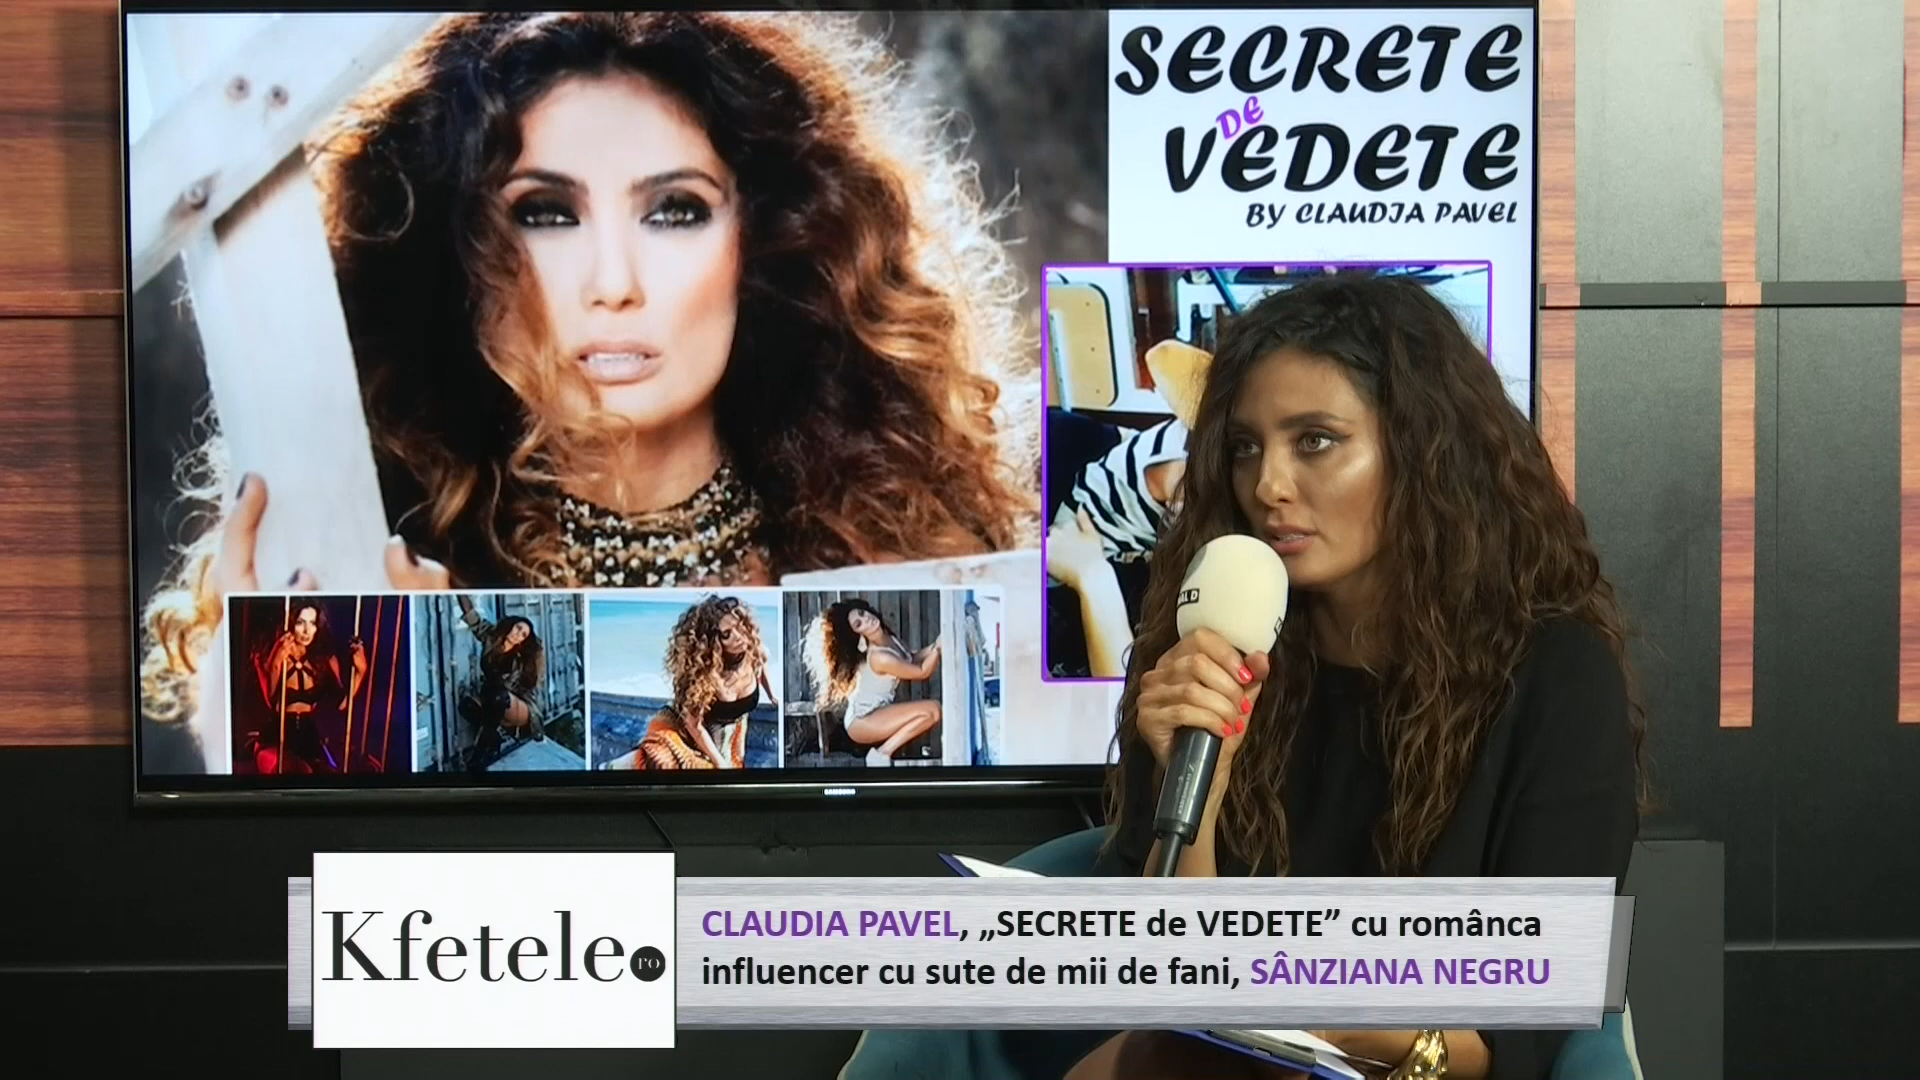 SECRETE
DE
VEDETE
BY CLAUDIA PAVEL
SAMSUNG
Kfetele.ro
CLAUDIA PAVEL, „SECRETE de VEDETE” cu românca
influencer cu sute de mii de fani, SÂNZIANA NEGRU